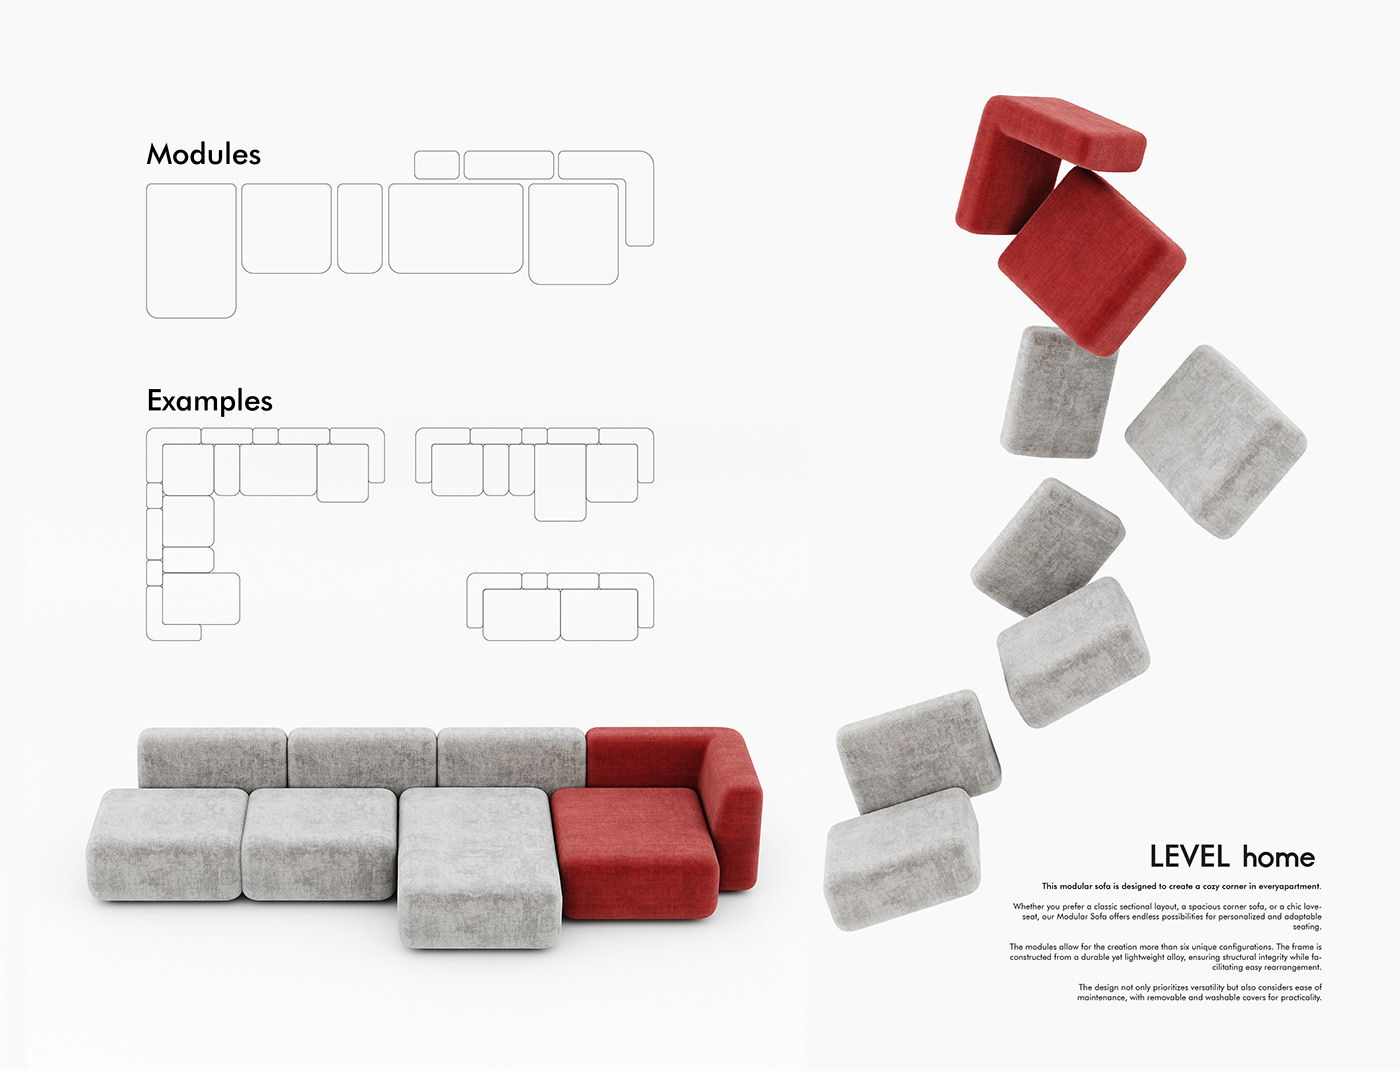 Modules
Examples
LEVEL home
This modular sofa is designed to create a cozy corner in everyapartment.
Whether you prefer a classic sectional layout, a spacious corner sofa, or a chic love-
seat, our Modular Sofa offers endless possibilities for personalized and adaptable
seating.
The modules allow for the creation more than six unique configurations. The frame is
constructed from a durable yet lightweight alloy, ensuring structural integrity while fa-
cilitating easy rearrangement.
The design not only prioritizes versatility but also considers ease of
maintenance, with removable and washable covers for practicality.